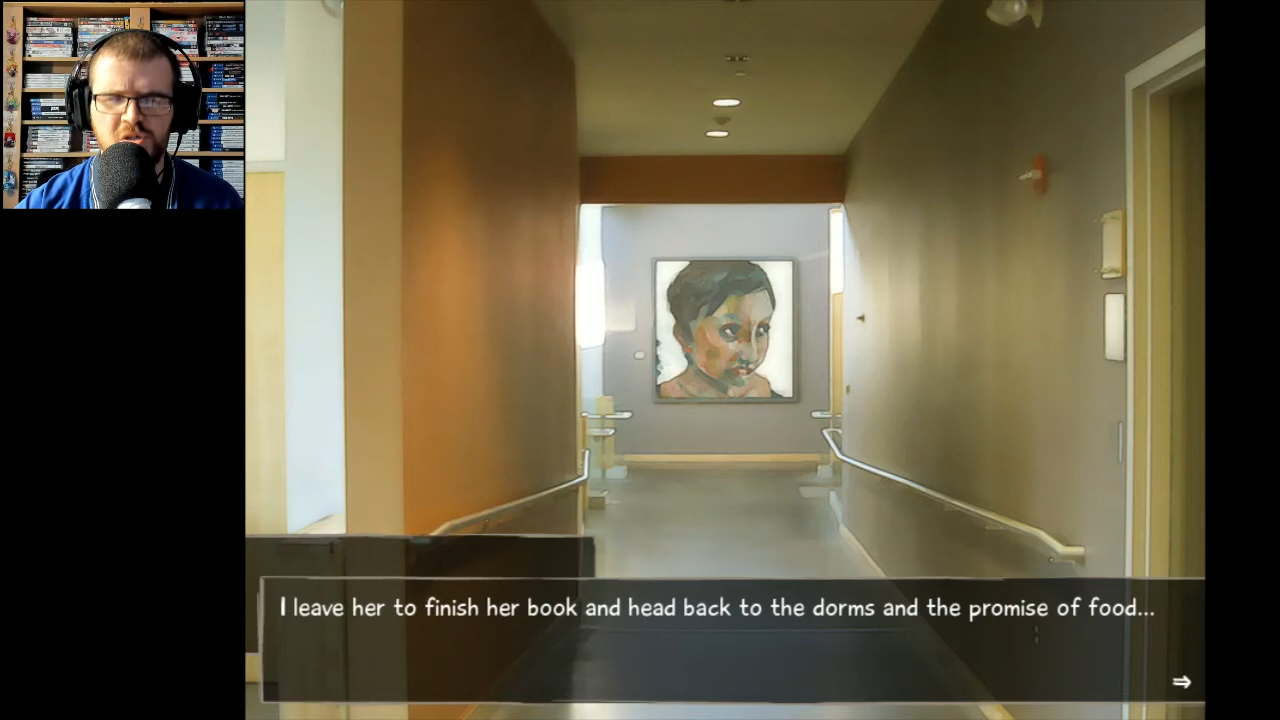 I leave her to finish her book and head back to the dorms and the promise of food...